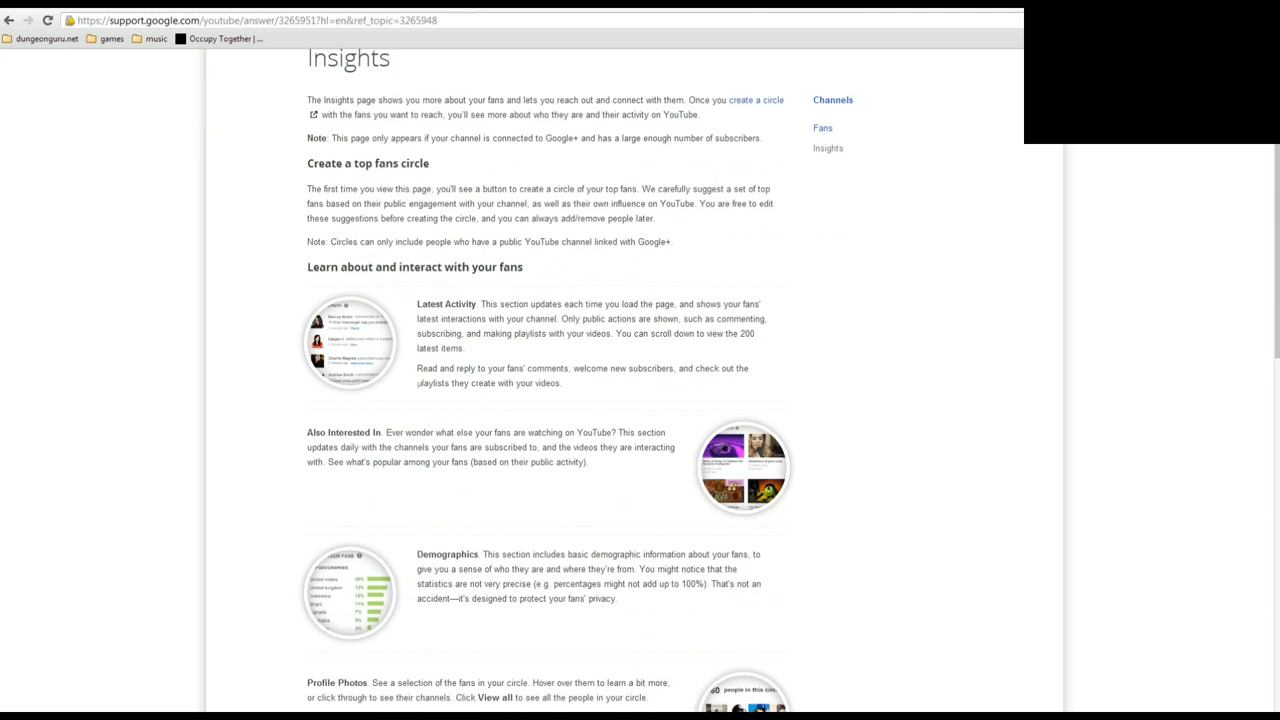 https://support.google.com/youtube/answer/3265951?hl=en&ref_topic=3265948
dungeonguru.net games music Occupy Together | ...
Insights
The Insights page shows you more about your fans and lets you reach out and connect with them. Once you create a circle
with the fans you want to reach, you'll see more about who they are and their activity on YouTube.
Note: This page only appears if your channel is connected to Google+ and has a large enough number of subscribers.
Create a top fans circle
The first time you view this page, you'll see a button to create a circle of your top fans. We carefully suggest a set of top
fans based on their public engagement with your channel, as well as their own influence on YouTube. You are free to edit
these suggestions before creating the circle, and you can always add/remove people later.
Note: Circles can only include people who have a public YouTube channel linked with Google+.
Learn about and interact with your fans
Latest Activity. This section updates each time you load the page, and shows your fans'
latest interactions with your channel. Only public actions are shown, such as commenting,
subscribing, and making playlists with your videos. You can scroll down to view the 200
latest items.
Read and reply to your fans' comments, welcome new subscribers, and check out the
playlists they create with your videos.
Also Interested In. Ever wonder what else your fans are watching on YouTube? This section
updates daily with the channels your fans are subscribed to, and the videos they are interacting
with. See what's popular among your fans (based on their public activity).
YOUR FANS
GEOGRAPHIES
United states
United kingdom
Indonesia
Demographics. This section includes basic demographic information about your fans, to
give you a sense of who they are and where they're from. You might notice that the
statistics are not very precise (e.g. percentages might not add up to 100%). That's not an
accident—it's designed to protect your fans' privacy.
Profile Photos. See a selection of the fans in your circle. Hover over them to learn a bit more,
or click through to see their channels. Click View all to see all the people in your circle.
people in this circ
Channels
Fans
Insights